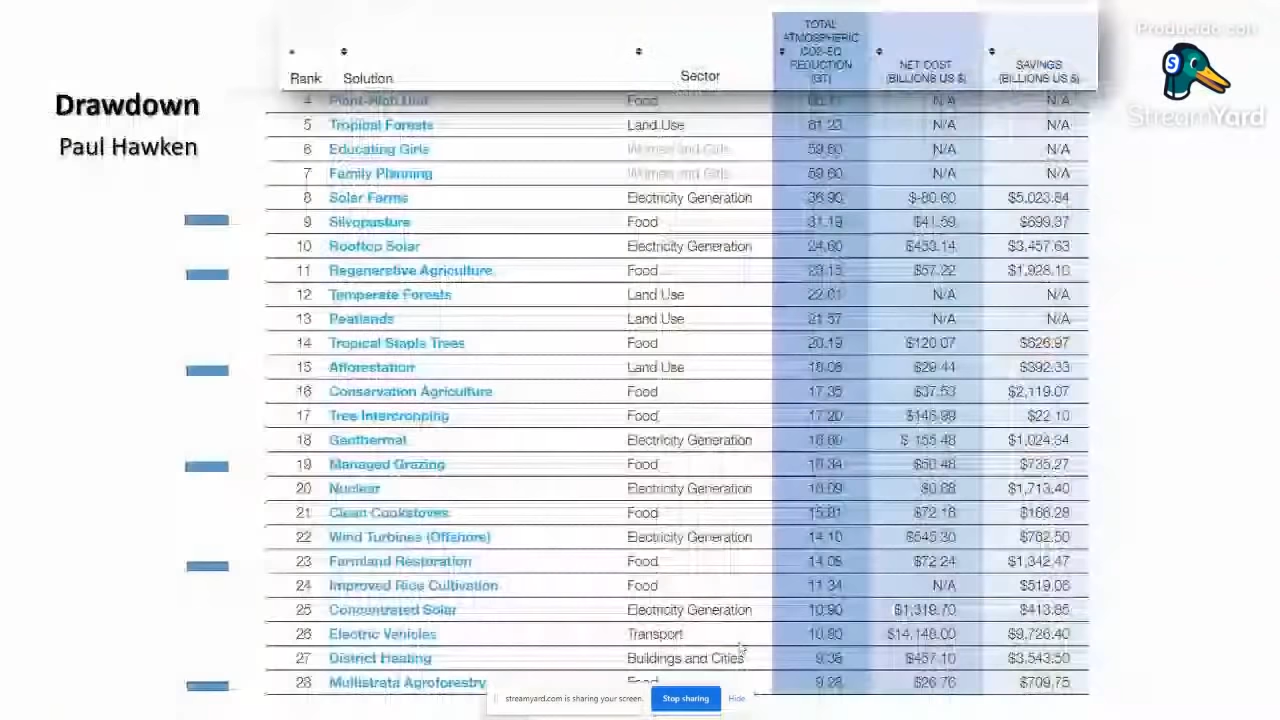 Producido con
StreamYard
Drawdown
Paul Hawken
Rank Solution Sector TOTAL ATMOSPHERIC CO2-EQ REDUCTION (GT) NET COST (BILLIONS US $) SAVINGS (BILLIONS US $)
4 Plant-Rich Diet Food N/A N/A
5 Tropical Forests Land Use 61.23 N/A N/A
6 Educating Girls Women and Girls 59.60 N/A N/A
7 Family Planning Women and Girls 59.60 N/A N/A
8 Solar Farms Electricity Generation 36.90 $-80.60 $5,023.84
9 Silvopasture Food 31.19 $41.59 $699.37
10 Rooftop Solar Electricity Generation 24.60 $453.14 $3,457.63
11 Regenerative Agriculture Food 23.15 $57.22 $1,928.10
12 Temperate Forests Land Use 22.61 N/A N/A
13 Peatlands Land Use 21.57 N/A N/A
14 Tropical Staple Trees Food 20.19 $120.07 $626.97
15 Afforestation Land Use 18.06 $29.44 $392.33
16 Conservation Agriculture Food 17.35 $37.53 $2,119.07
17 Tree Intercropping Food 17.20 $146.99 $22.10
18 Geothermal Electricity Generation 16.60 $-155.48 $1,024.34
19 Managed Grazing Food 16.34 $50.48 $735.27
20 Nuclear Electricity Generation 16.09 $0.88 $1,713.40
21 Clean Cookstoves Food 15.81 $72.16 $166.28
22 Wind Turbines (Offshore) Electricity Generation 14.10 $545.30 $762.50
23 Farmland Restoration Food 14.08 $72.24 $1,342.47
24 Improved Rice Cultivation Food 11.34 N/A $519.06
25 Concentrated Solar Electricity Generation 10.90 $1,319.70 $413.85
26 Electric Vehicles Transport 10.80 $14,148.00 $9,726.40
27 District Heating Buildings and Cities 9.38 $457.10 $3,543.50
28 Multistrata Agroforestry Food 9.28 $26.76 $709.75
streamyard.com is sharing your screen. Stop sharing Hide